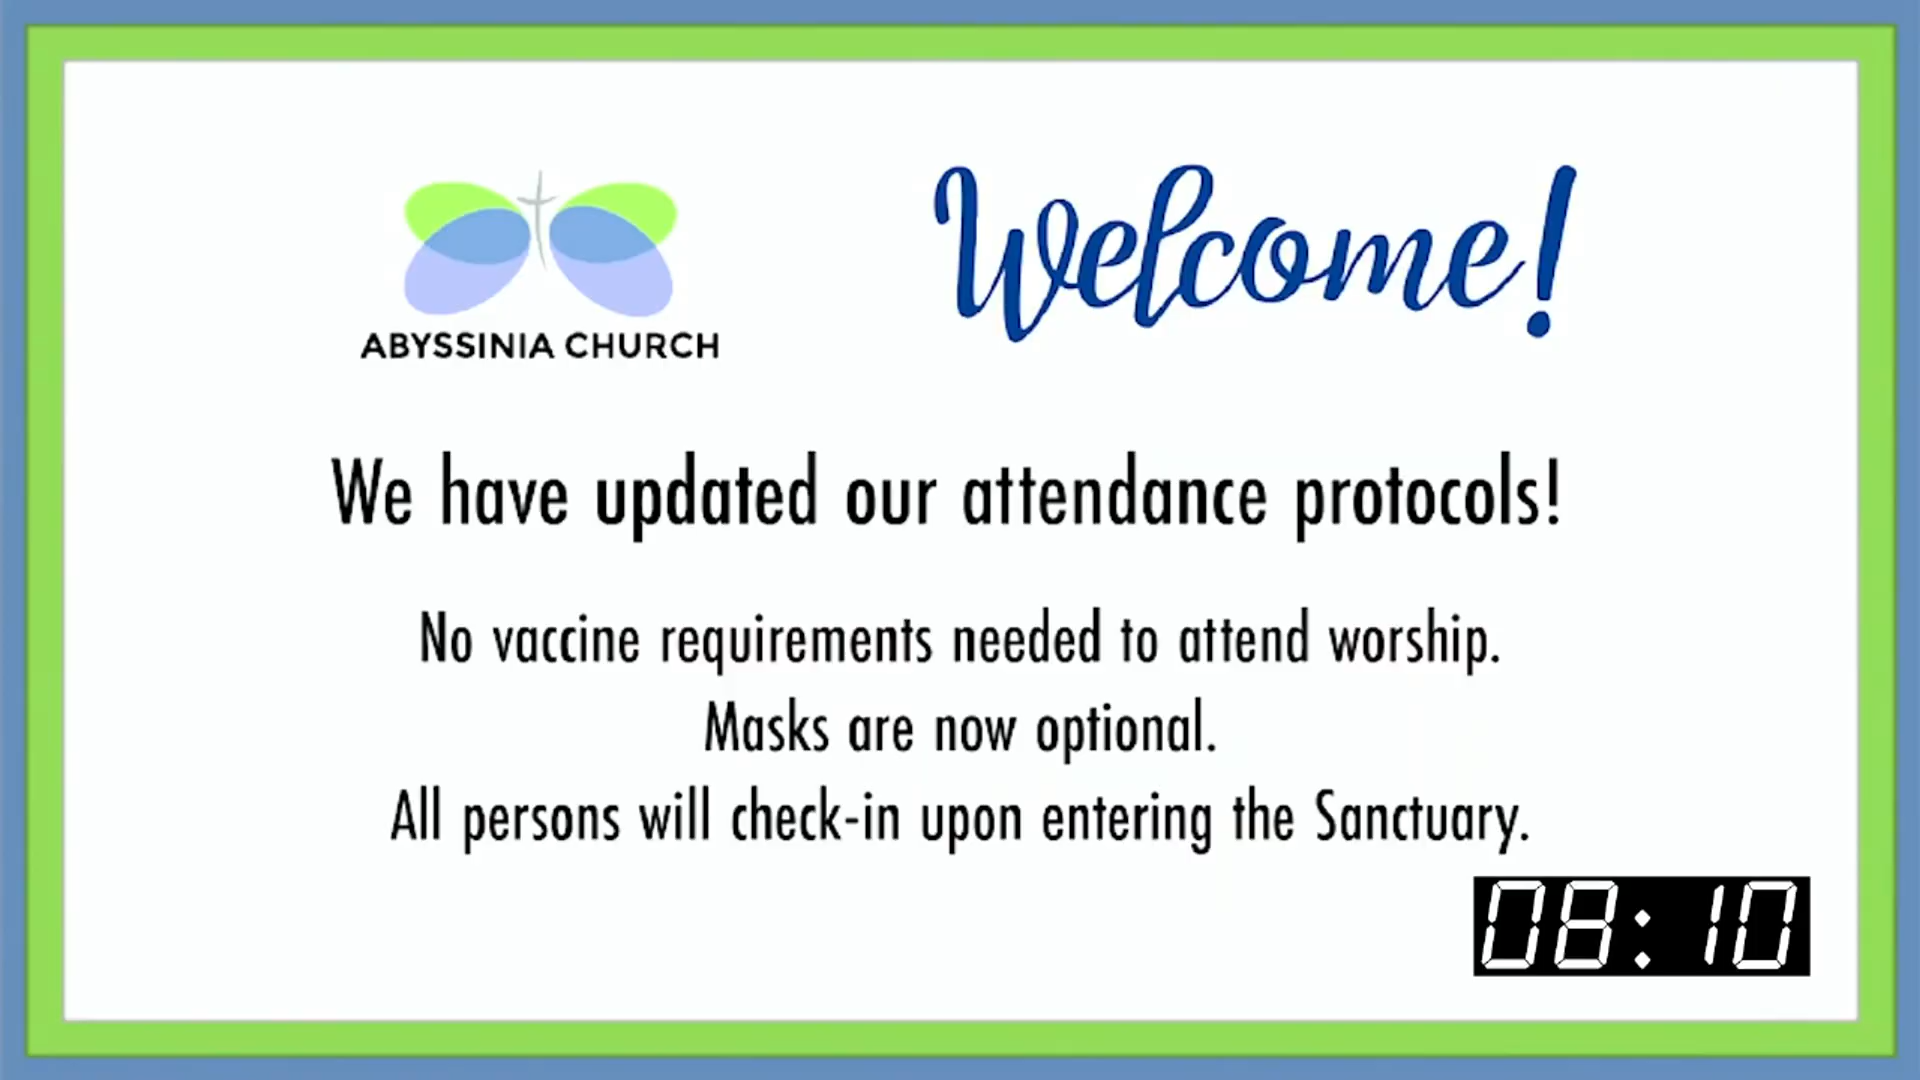 Welcome!
ABYSSINIA CHURCH
We have updated our attendance protocols!
No vaccine requirements needed to attend worship.
Masks are now optional.
All persons will check-in upon entering the Sanctuary.
08:10